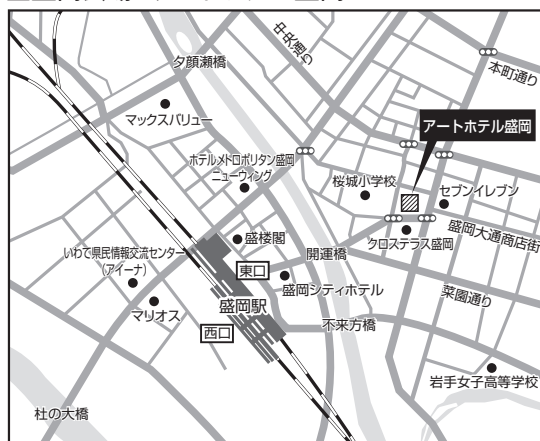 中央通り
夕顔瀬橋
本町通り
マックスバリュー
アートホテル盛岡
ホテルメトロポリタン盛岡
ニューウィング
桜城小学校
セブンイレブン
盛楼閣
開運橋
クロステラス盛岡
盛岡大通商店街
いわて県民情報交流センター
(アイーナ)
東口
盛岡シティホテル
菜園通り
マリオス
盛岡駅
西口
不来方橋
岩手女子高等学校
杜の大橋